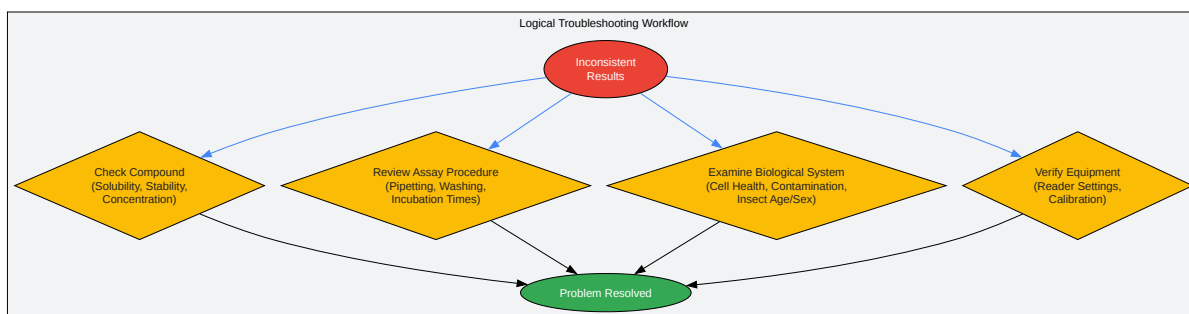 Logical Troubleshooting Workflow
Inconsistent
Results
Check Compound
(Solubility, Stability,
Concentration)
Review Assay Procedure
(Pipetting, Washing,
Incubation Times)
Examine Biological System
(Cell Health, Contamination,
Insect Age/Sex)
Verify Equipment
(Reader Settings,
Calibration)
Problem Resolved